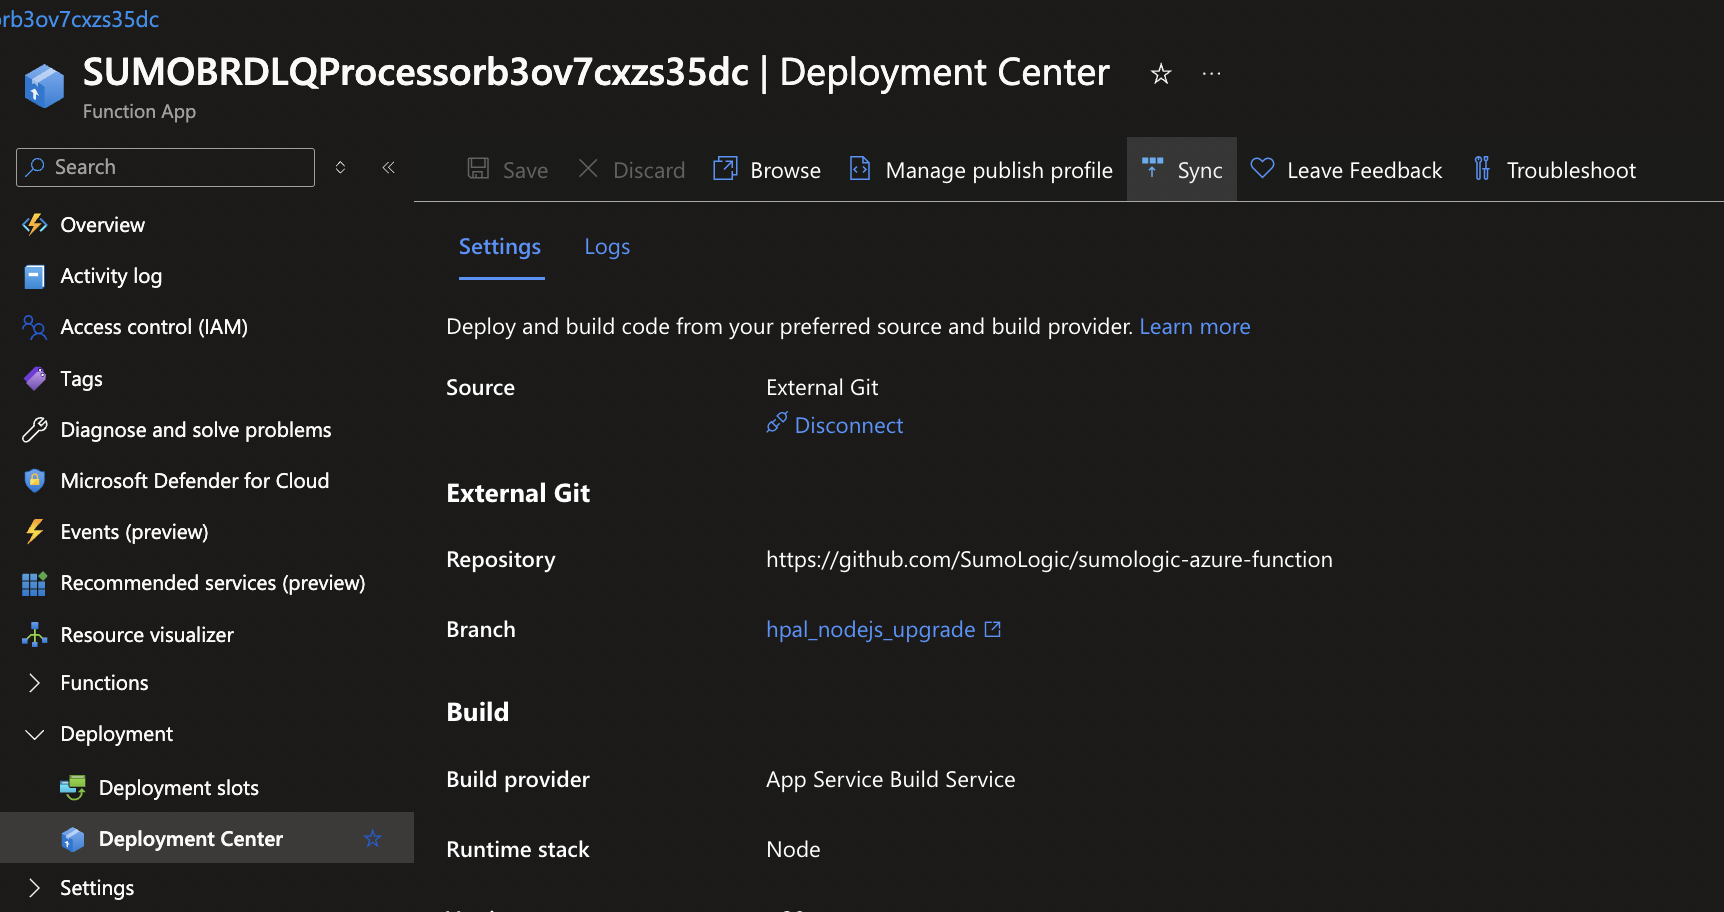 rb3ov7cxzs35dc
SUMOBRDLQProcessorb3ov7cxzs35dc | Deployment Center
Function App
Search
Save
Discard
Browse
Manage publish profile
Sync
Leave Feedback
Troubleshoot
Overview
Activity log
Access control (IAM)
Tags
Diagnose and solve problems
Microsoft Defender for Cloud
Events (preview)
Recommended services (preview)
Resource visualizer
Functions
Deployment
Deployment slots
Deployment Center
Settings
Settings
Logs
Deploy and build code from your preferred source and build provider. Learn more
Source
External Git
Disconnect
External Git
Repository
https://github.com/SumoLogic/sumologic-azure-function
Branch
hpal_nodejs_upgrade
Build
Build provider
App Service Build Service
Runtime stack
Node